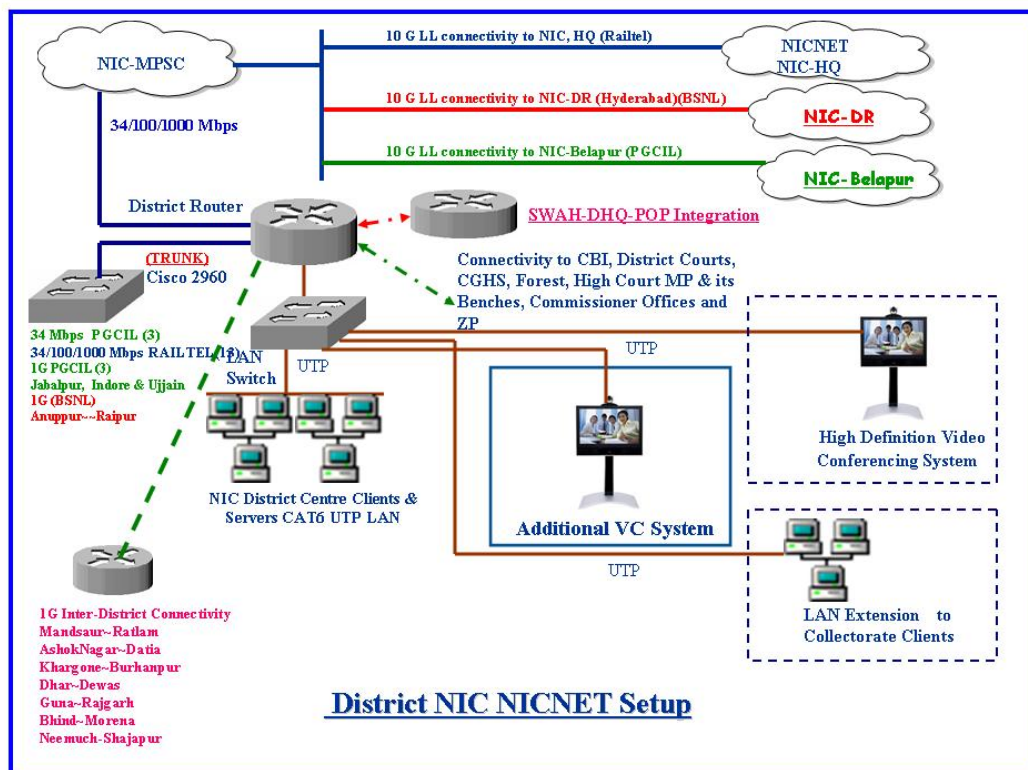 10 G LL connectivity to NIC, HQ (Railtel)
NIC-MPSC
NICNET
NIC-HQ
10 G LL connectivity to NIC-DR (Hyderabad)(BSNL)
NIC-DR
34/100/1000 Mbps
10 G LL connectivity to NIC-Belapur (PGCIL)
NIC-Belapur
District Router
SWAH-DHQ-POP Integration
(TRUNK)
Cisco 2960
Connectivity to CBI, District Courts,
CGHS, Forest, High Court MP & its
Benches, Commissioner Offices and
ZP
34 Mbps PGCIL (3)
34/100/1000 Mbps RAILTEL (13)
1G PGCIL (3)
Jabalpur, Indore & Ujjain
1G (BSNL)
Anuppur~~Raipur
LAN
Switch
UTP
UTP
High Definition Video
Conferencing System
NIC District Centre Clients &
Servers CAT6 UTP LAN
Additional VC System
UTP
LAN Extension to
Collectorate Clients
1G Inter-District Connectivity
Mandsaur~Ratlam
AshokNagar~Datia
Khargone~Burhanpur
Dhar~Dewas
Guna~Rajgarh
Bhind~Morena
Neemuch-Shajapur
District NIC NICNET Setup